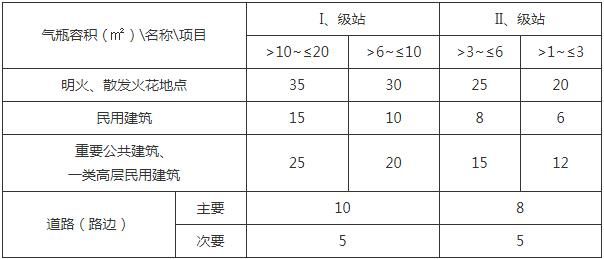 气瓶容积（㎡）\名称\项目 I、级站 II、级站
>10~≤20 >6~≤10 >3~≤6 >1~≤3
明火、散发火花地点 35 30 25 20
民用建筑 15 10 8 6
重要公共建筑、
一类高层民用建筑 25 20 15 12
道路（路边） 主要 10 8
次要 5 5